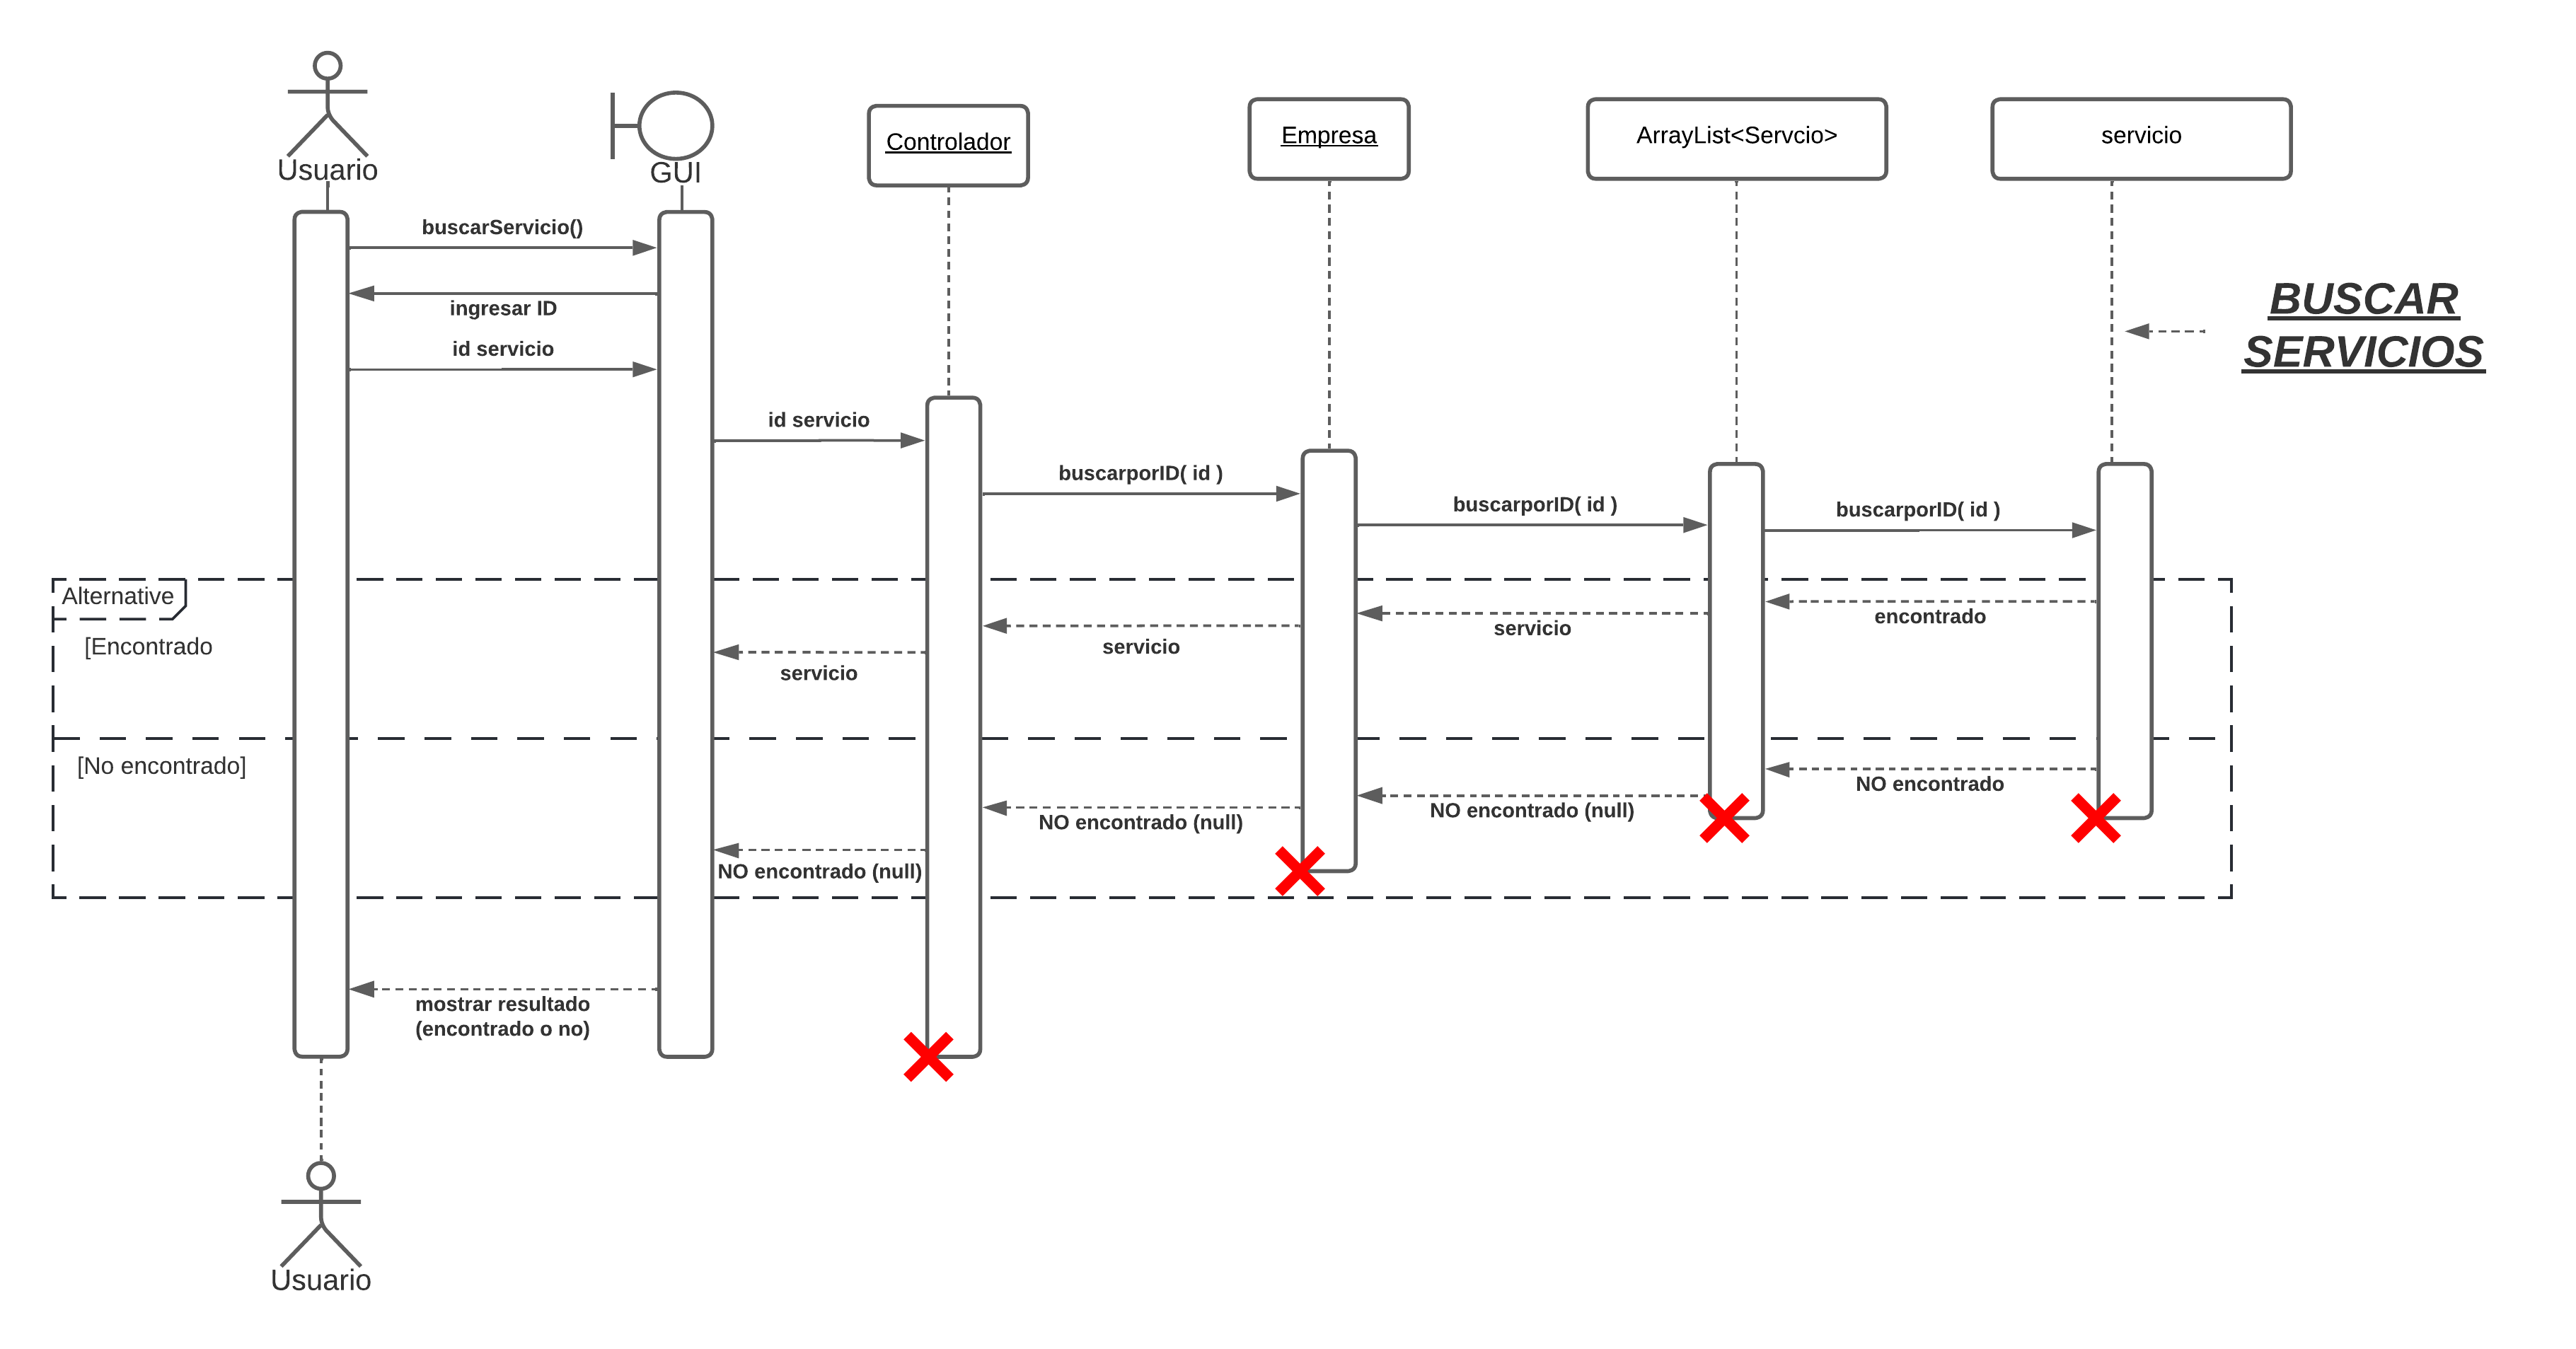 Usuario
GUI
Controlador
Empresa
ArrayList<Servcio>
servicio
buscarServicio()
ingresar ID
id servicio
BUSCAR
SERVICIOS
id servicio
buscarporID( id )
buscarporID( id )
buscarporID( id )
Alternative
[Encontrado
encontrado
servicio
servicio
servicio
[No encontrado]
NO encontrado
NO encontrado (null)
NO encontrado (null)
NO encontrado (null)
mostrar resultado
(encontrado o no)
Usuario